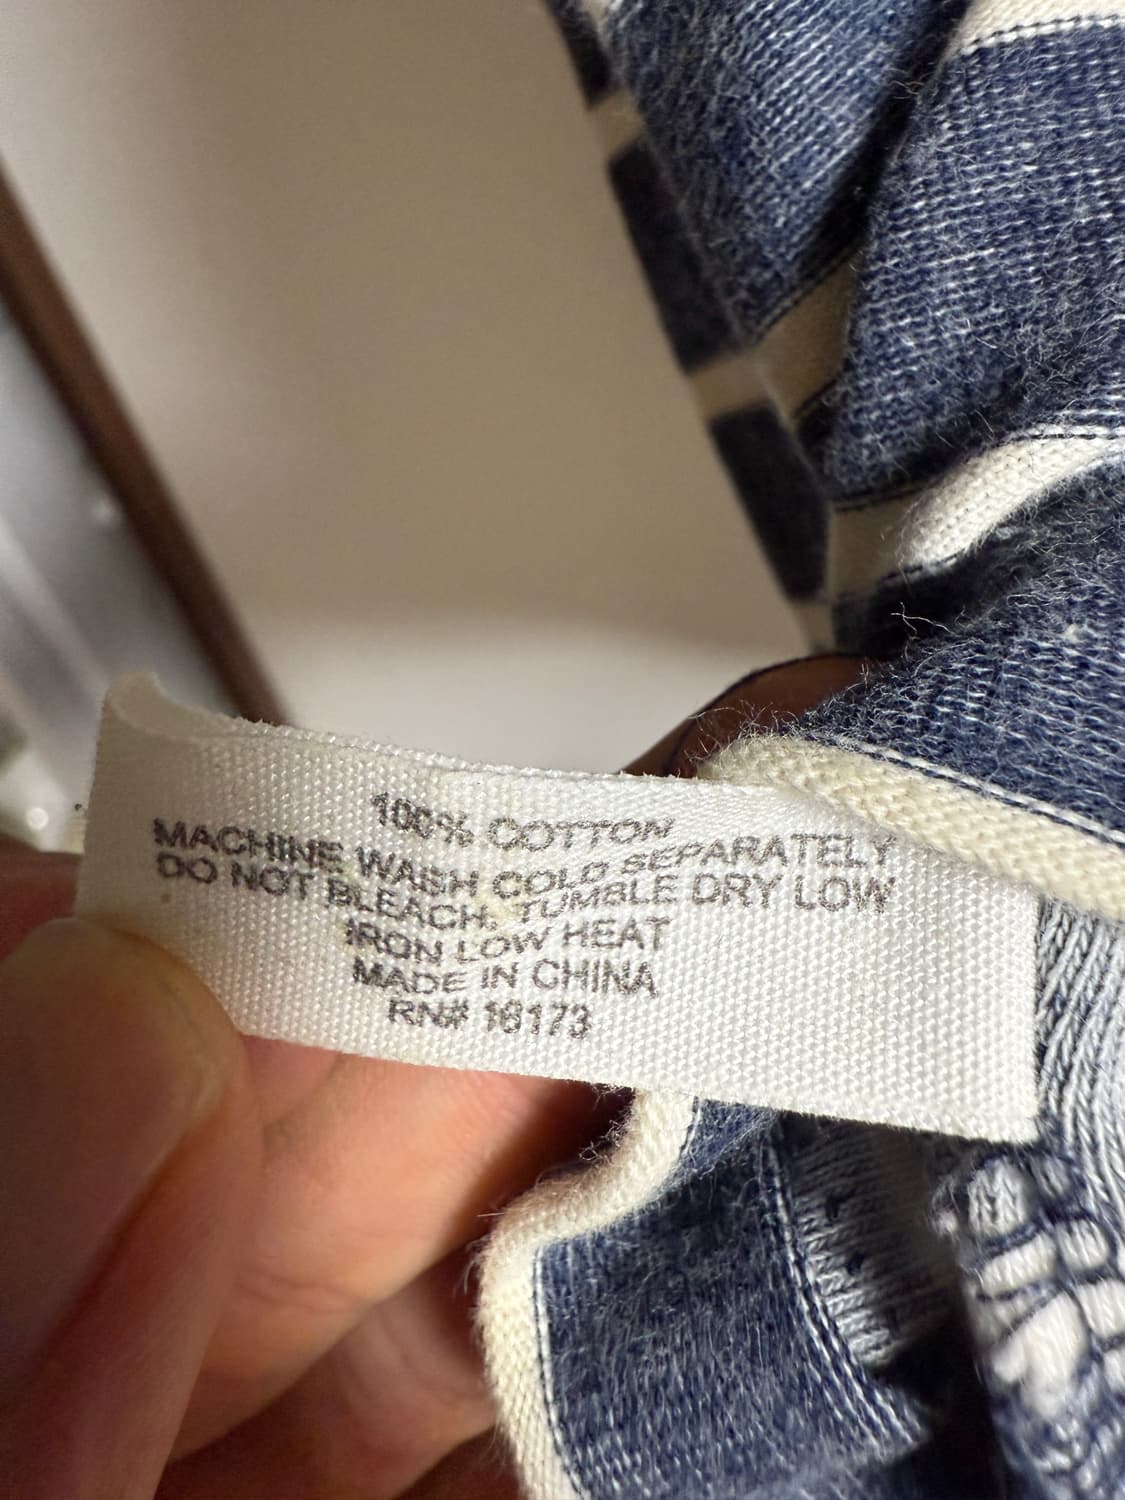 100% COTTON
MACHINE WASH COLD SEPARATELY
DO NOT BLEACH, TUMBLE DRY LOW
IRON LOW HEAT
MADE IN CHINA
RN# 16173